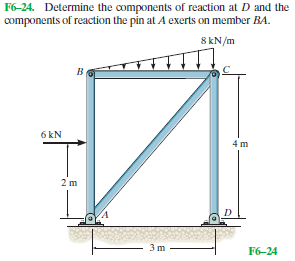 F6–24. Determine the components of reaction at D and the
components of reaction the pin at A exerts on member BA.
8 kN/m
B
C
6 kN
4 m
2 m
A
D
3 m
F6–24